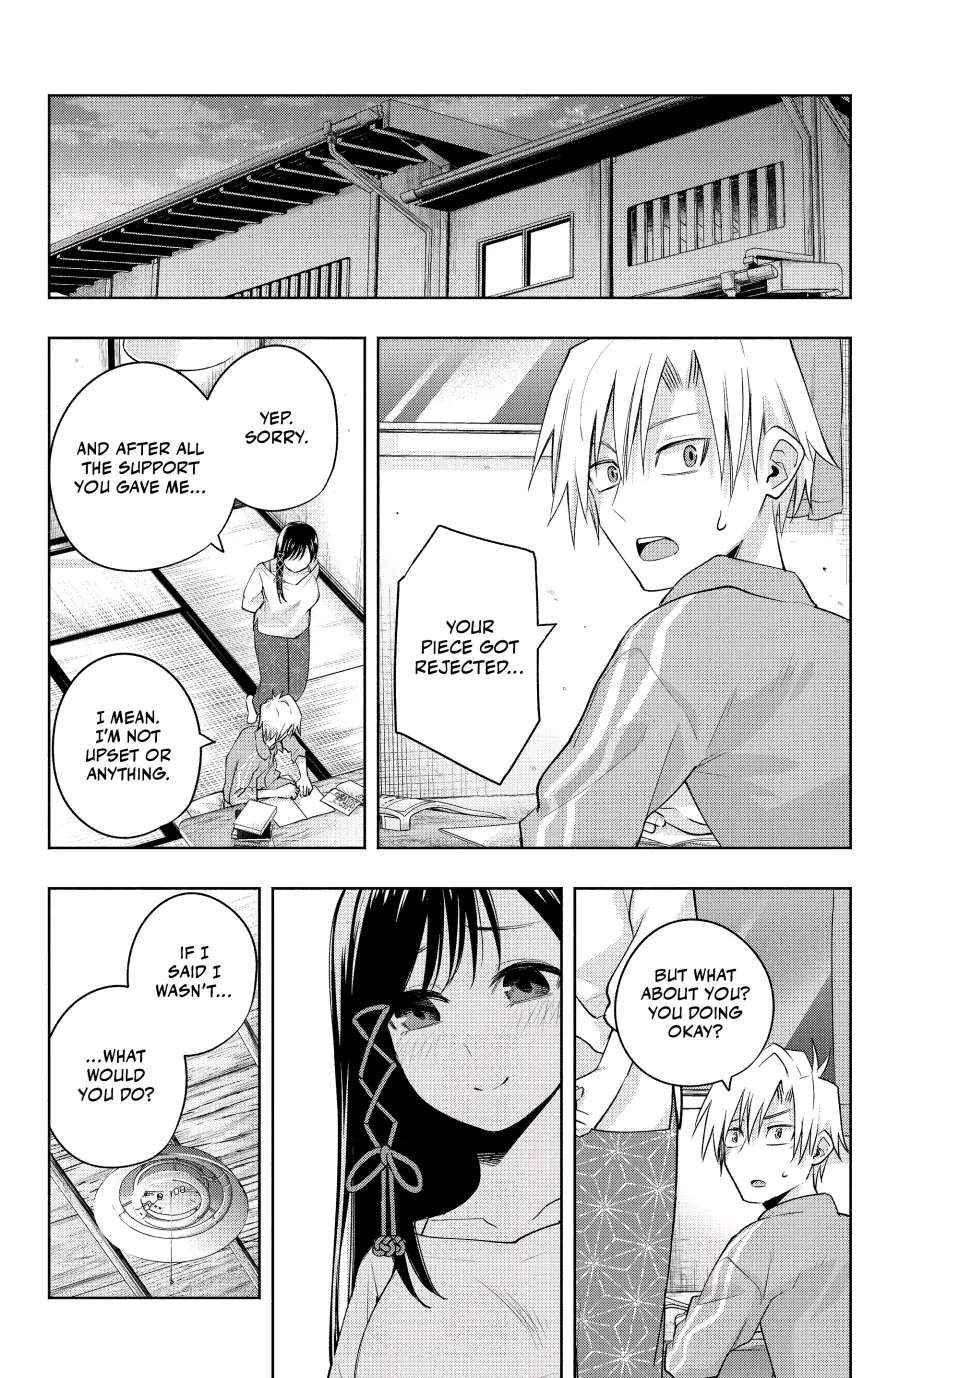 YOUR
PIECE GOT
REJECTED...
YEP.
SORRY.
AND AFTER ALL
THE SUPPORT
YOU GAVE ME...
I MEAN.
I'M NOT
UPSET OR
ANYTHING.
BUT WHAT
ABOUT YOU?
YOU DOING
OKAY?
IF I
SAID I
WASN'T...
...WHAT
WOULD
YOU DO?